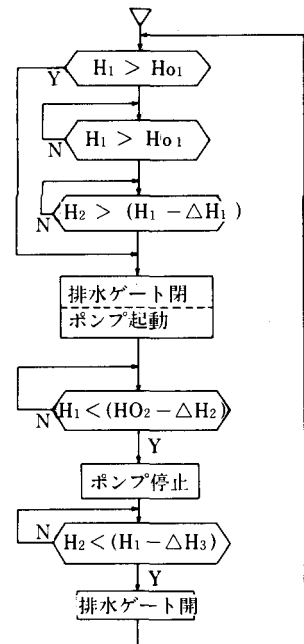 H₁ > Ho₁
Y
H₁ > Ho₁
N
H₂ > (H₁ − △H₁)
N
排水ゲート閉
ポンプ起動
H₁ < (HO₂ − △H₂)
N
Y
ポンプ停止
N
H₂ < (H₁ − △H₃)
Y
排水ゲート開